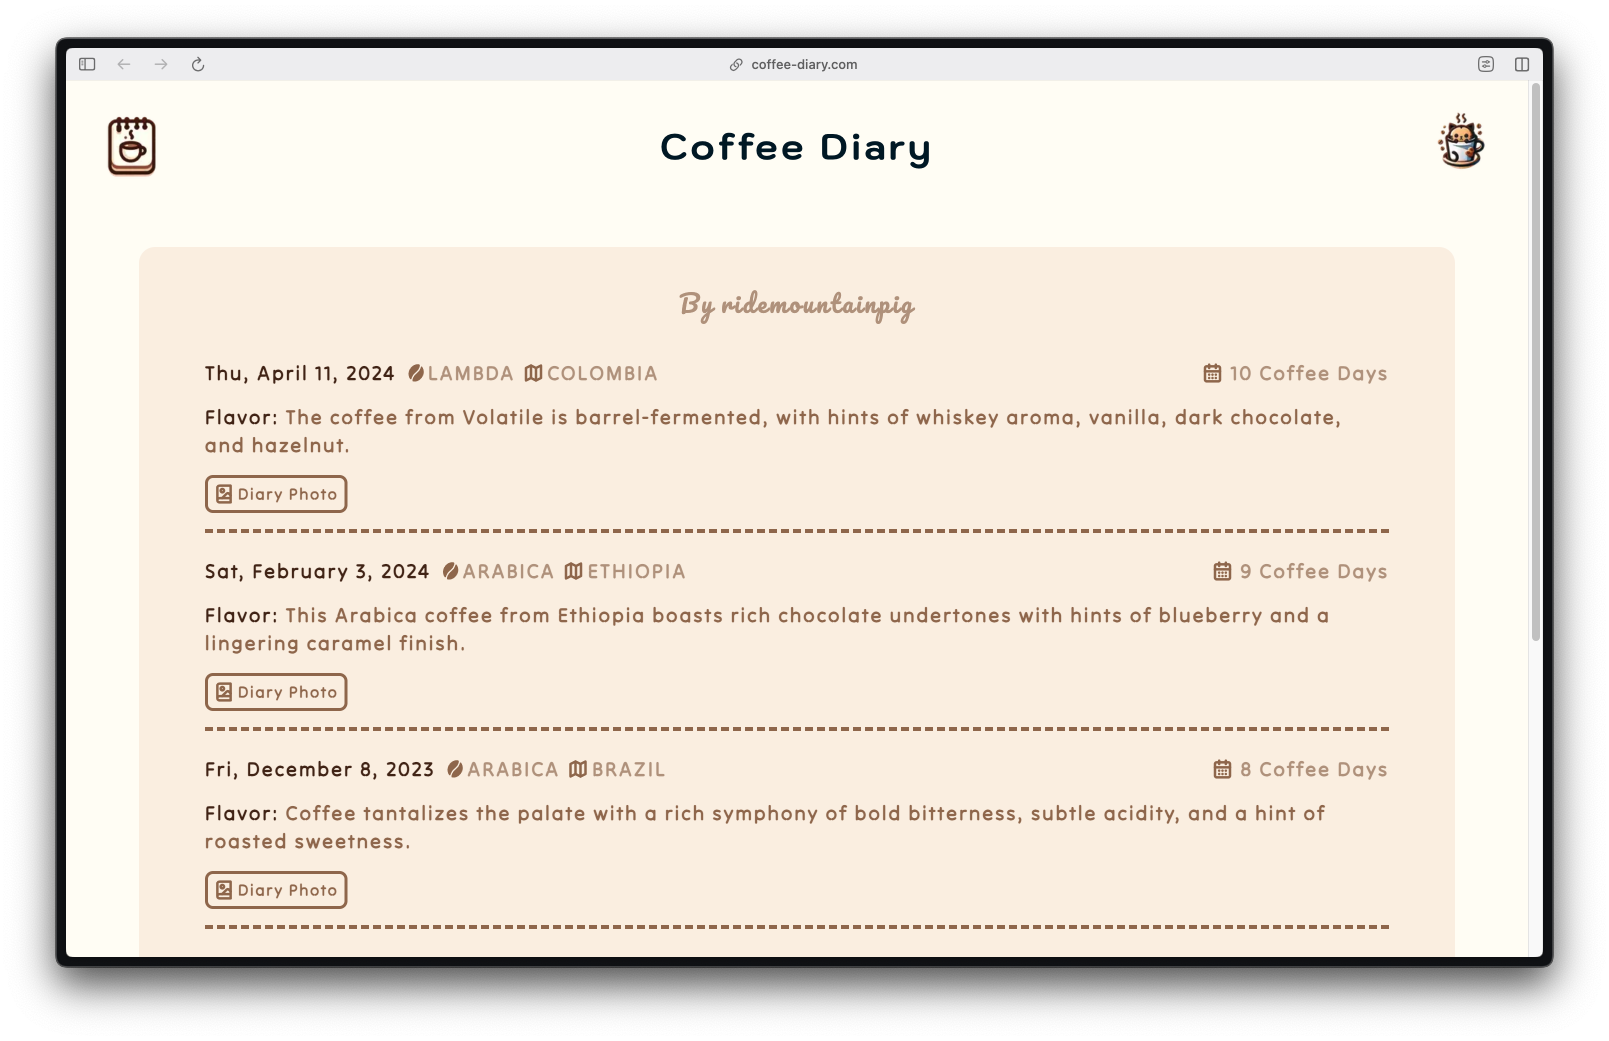 coffee-diary.com
Coffee Diary
By ridemountainpig
Thu, April 11, 2024 LAMBDA COLOMBIA 10 Coffee Days
Flavor: The coffee from Volatile is barrel-fermented, with hints of whiskey aroma, vanilla, dark chocolate,
and hazelnut.
Diary Photo
Sat, February 3, 2024 ARABICA ETHIOPIA 9 Coffee Days
Flavor: This Arabica coffee from Ethiopia boasts rich chocolate undertones with hints of blueberry and a
lingering caramel finish.
Diary Photo
Fri, December 8, 2023 ARABICA BRAZIL 8 Coffee Days
Flavor: Coffee tantalizes the palate with a rich symphony of bold bitterness, subtle acidity, and a hint of
roasted sweetness.
Diary Photo